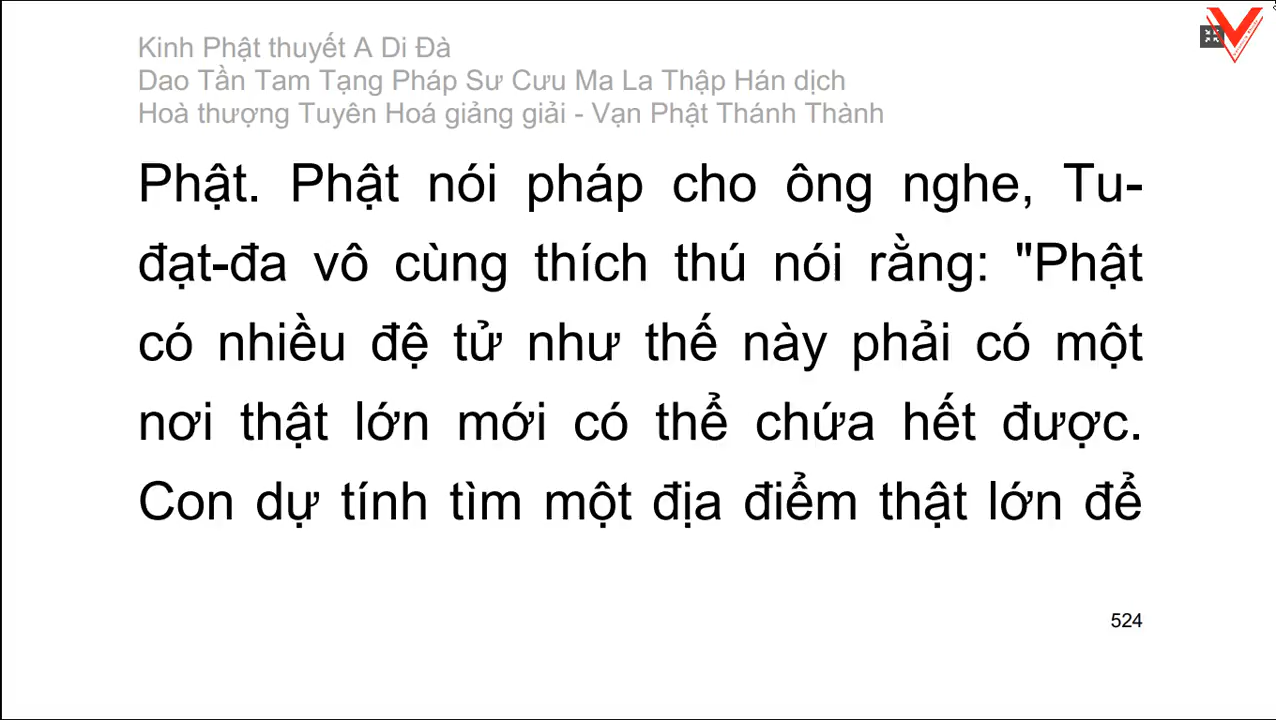 Kinh Phật thuyết A Di Đà
Dao Tần Tam Tạng Pháp Sư Cưu Ma La Thập Hán dịch
Hoà thượng Tuyên Hoá giảng giải - Vạn Phật Thánh Thành
Phật. Phật nói pháp cho ông nghe, Tu-
đạt-đa vô cùng thích thú nói rằng: "Phật
có nhiều đệ tử như thế này phải có một
nơi thật lớn mới có thể chứa hết được.
Con dự tính tìm một địa điểm thật lớn để
524